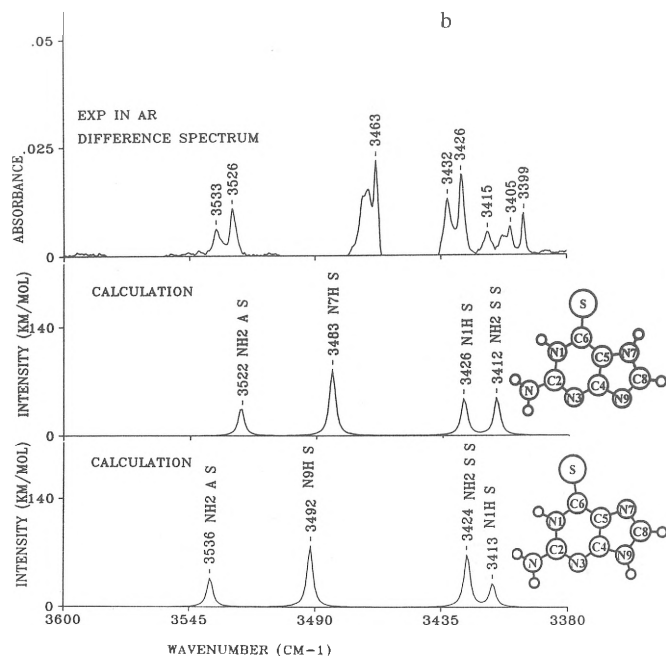 b
.05
EXP IN AR
DIFFERENCE SPECTRUM
3533
3526
3463
3432
3426
3415
3405
3399
.025
0
ABSORBANCE
CALCULATION
3522 NH2 A S
3483 N7H S
3426 N1H S
3412 NH2 S S
140
0
INTENSITY (KM/MOL)
S
C6
N1
C5
N7
C2
C4
C8
N
N3
N9
CALCULATION
3536 NH2 A S
3492 N9H S
3424 NH2 S S
3413 N1H S
140
0
INTENSITY (KM/MOL)
S
C6
N7
N1
C5
C8
C2
C4
N9
N
N3
3600
3545
3490
3435
3380
WAVENUMBER (CM-1)